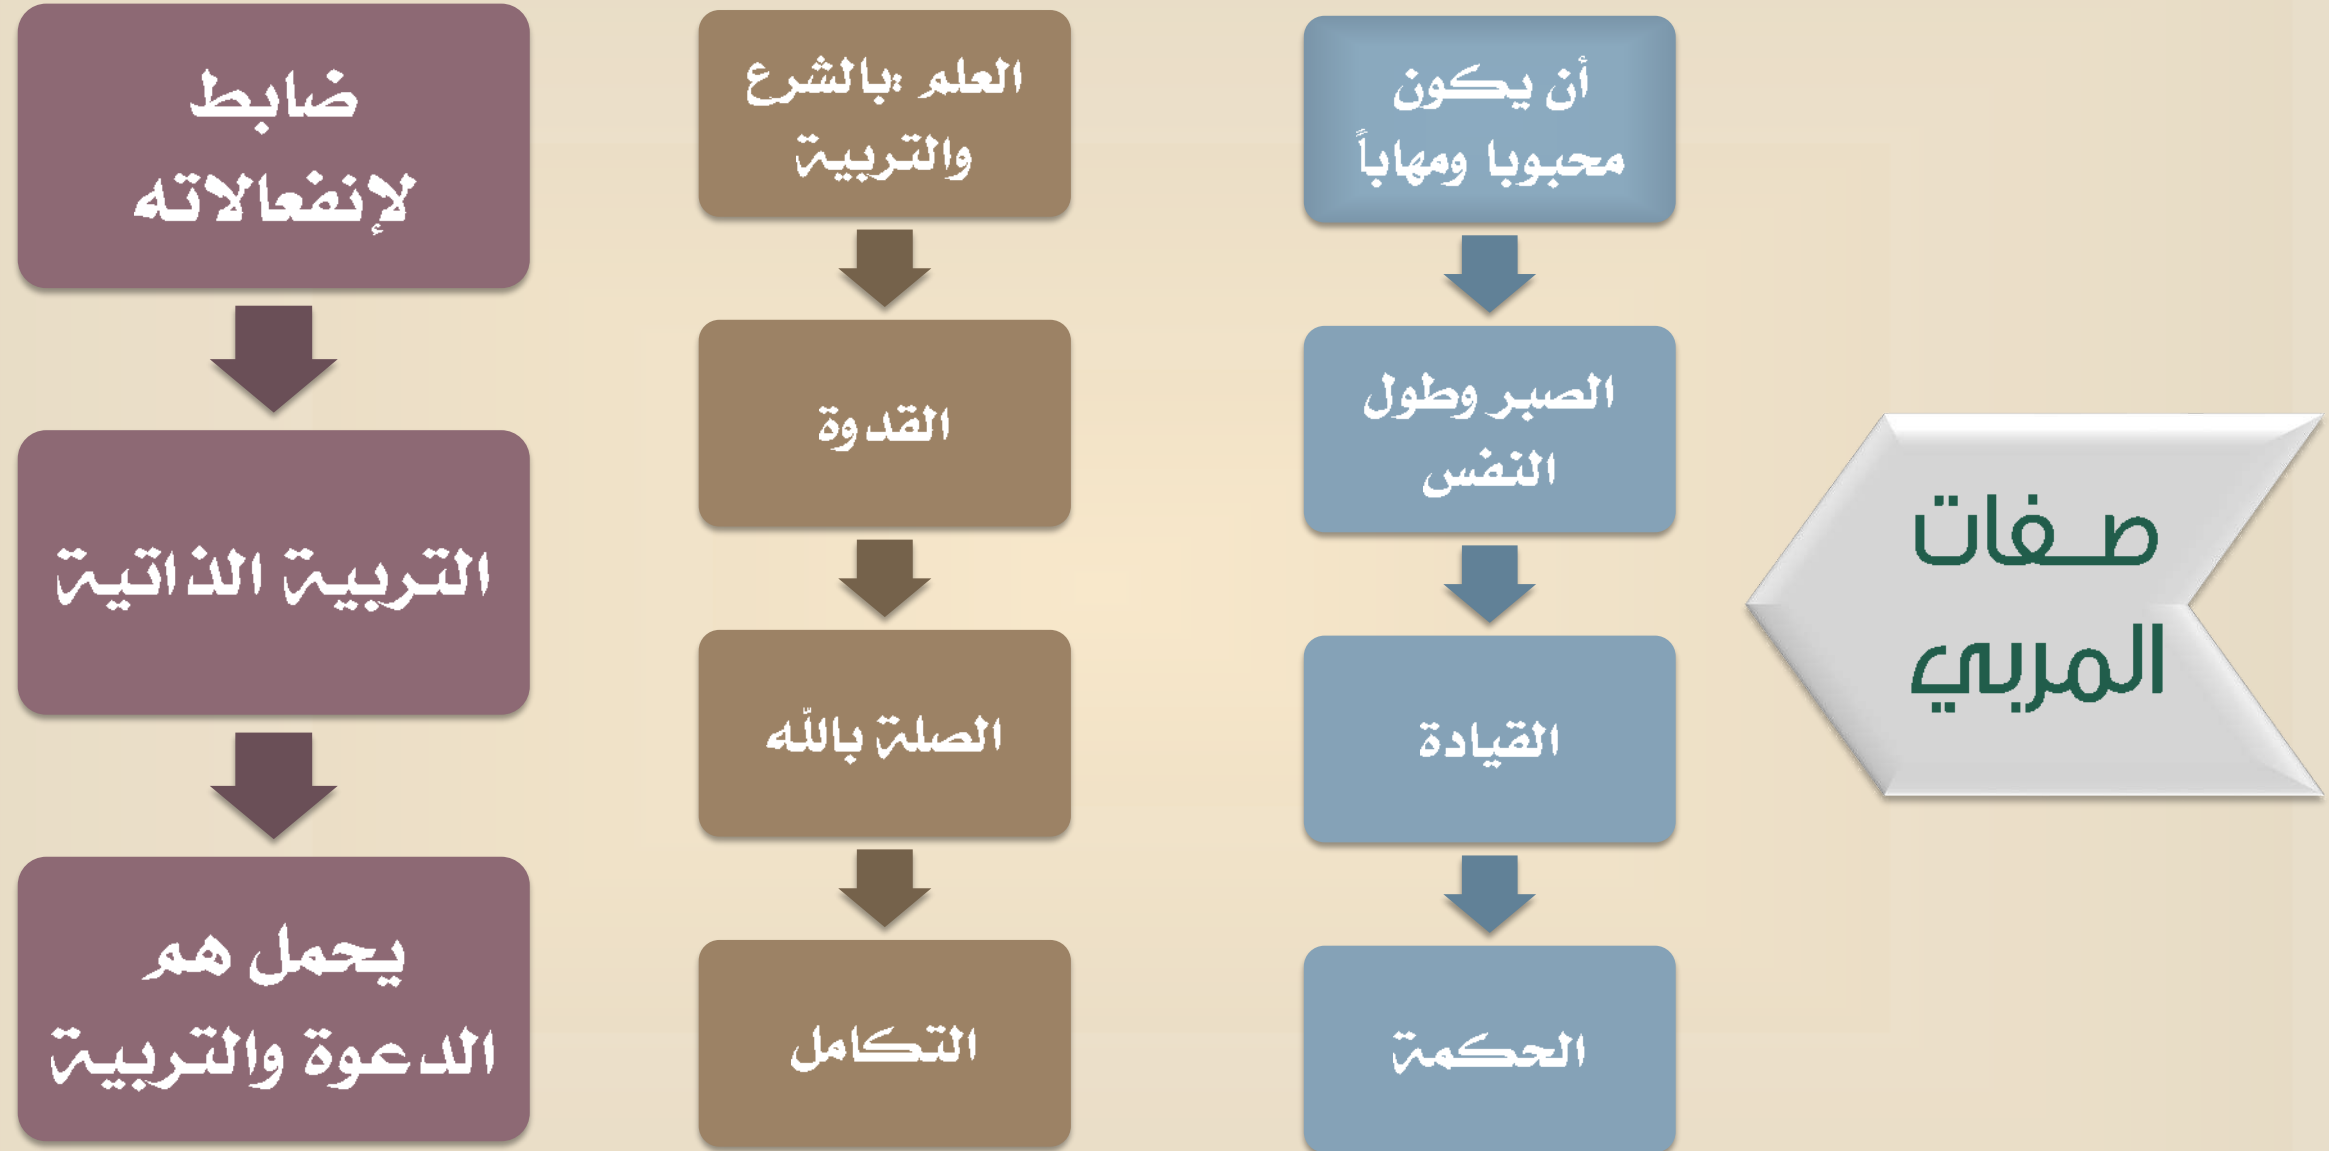 صفات
المربي
أن يكون
محبوبا ومهاباً
الصبر وطول
النفس
القيادة
الحكمة
العلم :بالشرع
والتربية
القدوة
الصلة بالله
التكامل
ضابط
لإنفعالاته
التربية الذاتية
يحمل هم
الدعوة والتربية